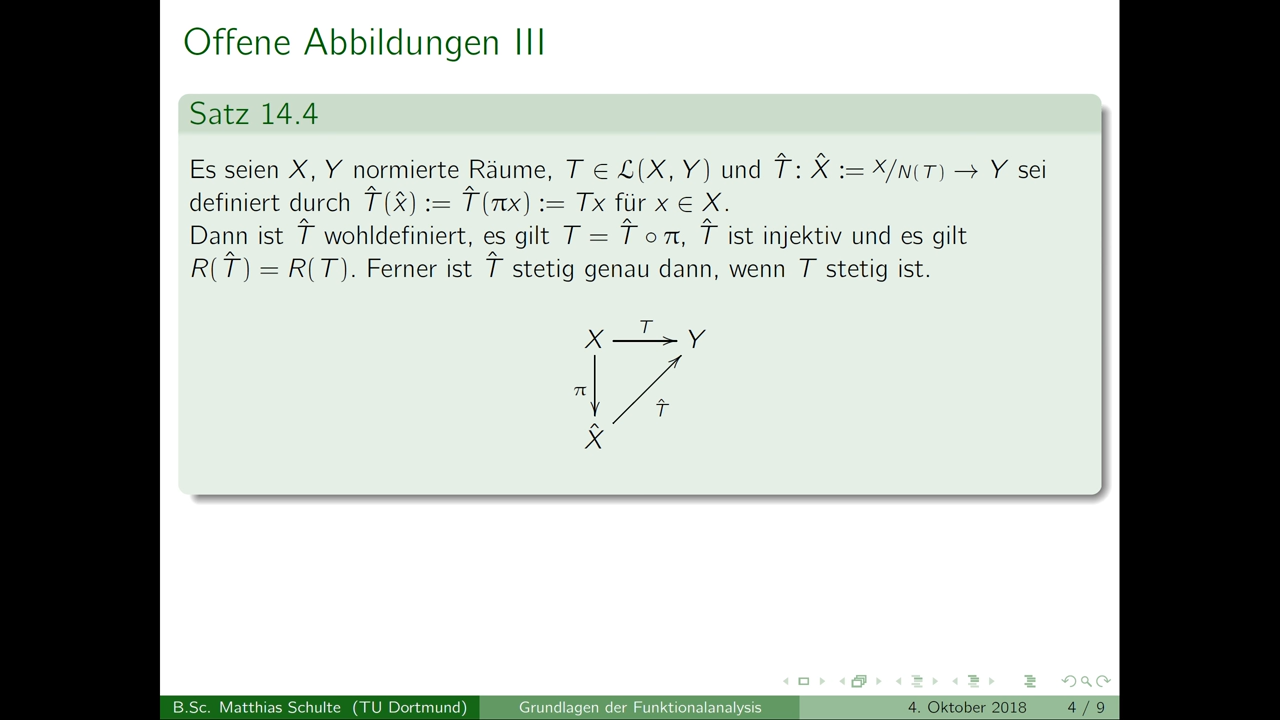 Offene Abbildungen III
Satz 14.4
Es seien X, Y normierte Räume, T ∈ ℒ(X, Y) und T̂ : X̂ := X/N(T) → Y sei
definiert durch T̂(x̂) := T̂(πx) := Tx für x ∈ X.
Dann ist T̂ wohldefiniert, es gilt T = T̂ ∘ π, T̂ ist injektiv und es gilt
R(T̂) = R(T). Ferner ist T̂ stetig genau dann, wenn T stetig ist.
T
X → Y
π
T̂
X̂
B.Sc. Matthias Schulte (TU Dortmund) Grundlagen der Funktionalanalysis 4. Oktober 2018 4 / 9